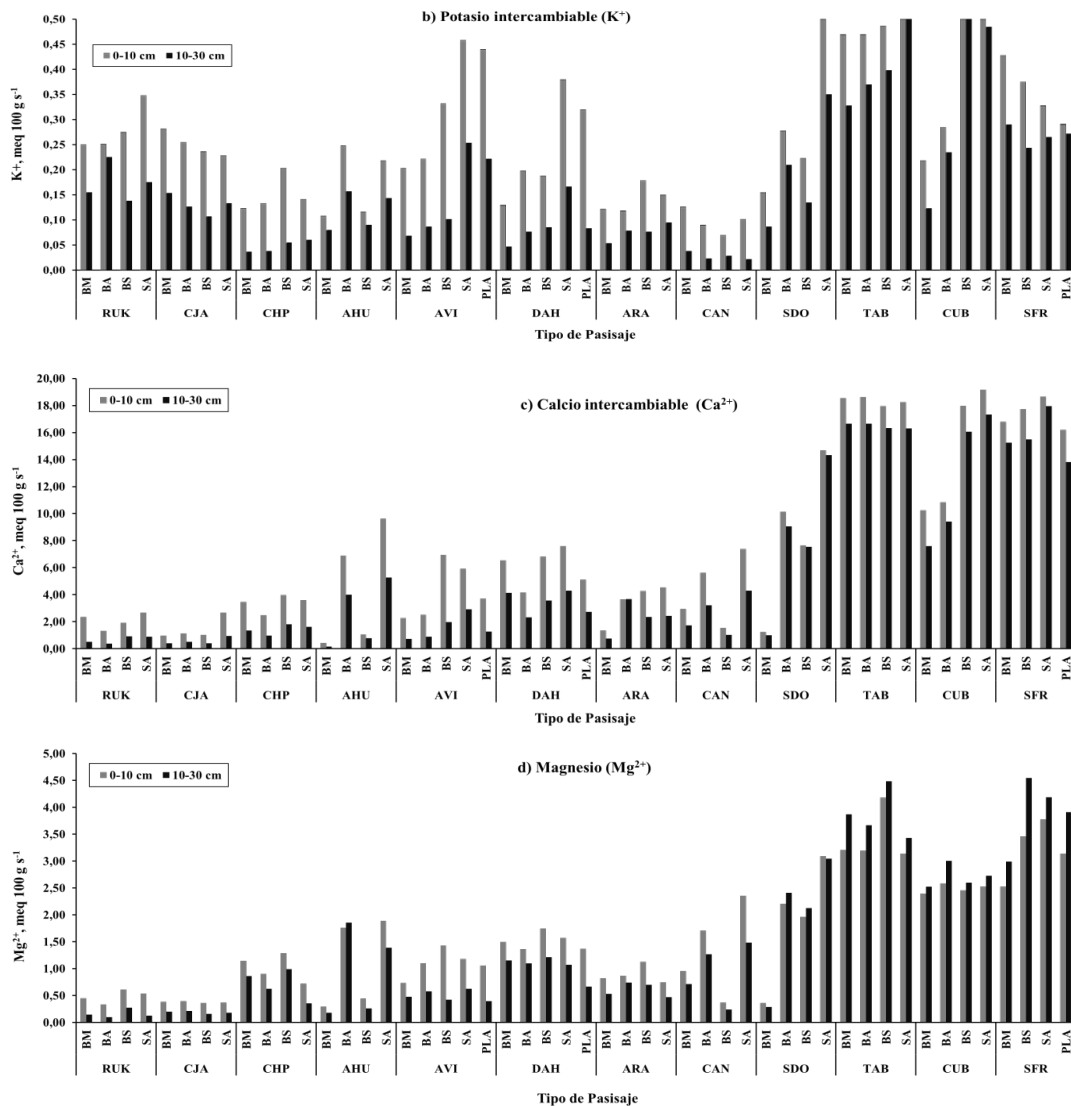 b) Potasio intercambiable (K⁺)
0-10 cm 10-30 cm
K+, meq 100 g s⁻¹
0,50
0,45
0,40
0,35
0,30
0,25
0,20
0,15
0,10
0,05
0,00
BM BA BS SA BM BA BS SA BM BA BS SA BM BA BS SA BM BA BS SA PLA BM BA BS SA PLA BM BA BS SA BM BA BS SA BM BA BS SA BM BA BS SA BM BA BS SA BM BA BS SA PLA
RUK CJA CHP AHU AVI DAH ARA CAN SDO TAB CUB SFR
Tipo de Pasisaje
c) Calcio intercambiable (Ca²⁺)
0-10 cm 10-30 cm
Ca²⁺, meq 100 g s⁻¹
20,00
18,00
16,00
14,00
12,00
10,00
8,00
6,00
4,00
2,00
0,00
BM BA BS SA BM BA BS SA BM BA BS SA BM BA BS SA BM BA BS SA PLA BM BA BS SA PLA BM BA BS SA BM BA BS SA BM BA BS SA BM BA BS SA BM BA BS SA BM BA BS SA PLA
RUK CJA CHP AHU AVI DAH ARA CAN SDO TAB CUB SFR
Tipo de Pasisaje
d) Magnesio (Mg²⁺)
0-10 cm 10-30 cm
Mg²⁺, meq 100 g s⁻¹
5,00
4,50
4,00
3,50
3,00
2,50
2,00
1,50
1,00
0,50
0,00
BM BA BS SA BM BA BS SA BM BA BS SA BM BA BS SA BM BA BS SA PLA BM BA BS SA PLA BM BA BS SA BM BA BS SA BM BA BS SA BM BA BS SA BM BA BS SA BM BA BS SA PLA
RUK CJA CHP AHU AVI DAH ARA CAN SDO TAB CUB SFR
Tipo de Pasisaje